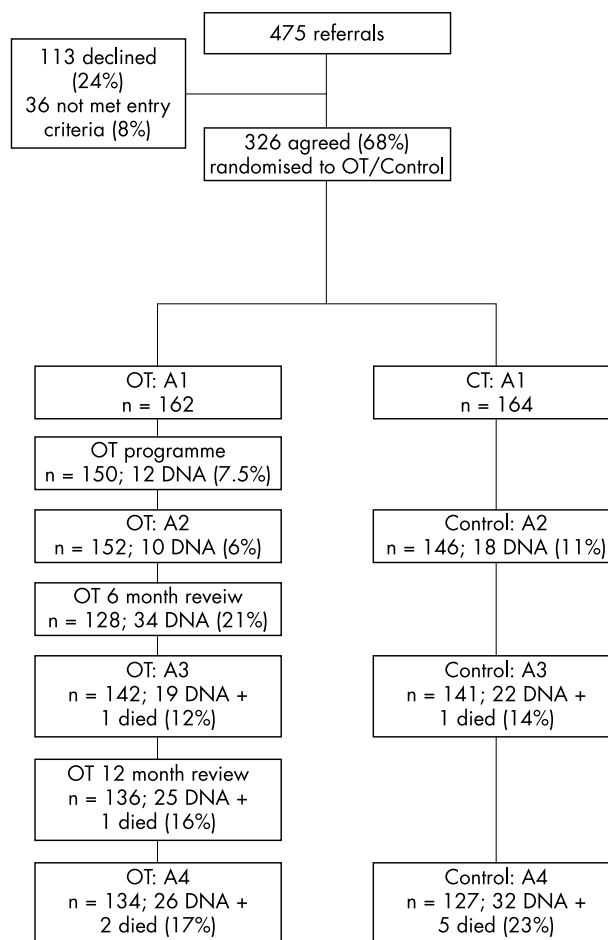 475 referrals
113 declined
(24%)
36 not met entry
criteria (8%)
326 agreed (68%)
randomised to OT/Control
OT: A1
n = 162
CT: A1
n = 164
OT programme
n = 150; 12 DNA (7.5%)
OT: A2
n = 152; 10 DNA (6%)
Control: A2
n = 146; 18 DNA (11%)
OT 6 month reveiw
n = 128; 34 DNA (21%)
OT: A3
n = 142; 19 DNA +
1 died (12%)
Control: A3
n = 141; 22 DNA +
1 died (14%)
OT 12 month review
n = 136; 25 DNA +
1 died (16%)
OT: A4
n = 134; 26 DNA +
2 died (17%)
Control: A4
n = 127; 32 DNA +
5 died (23%)